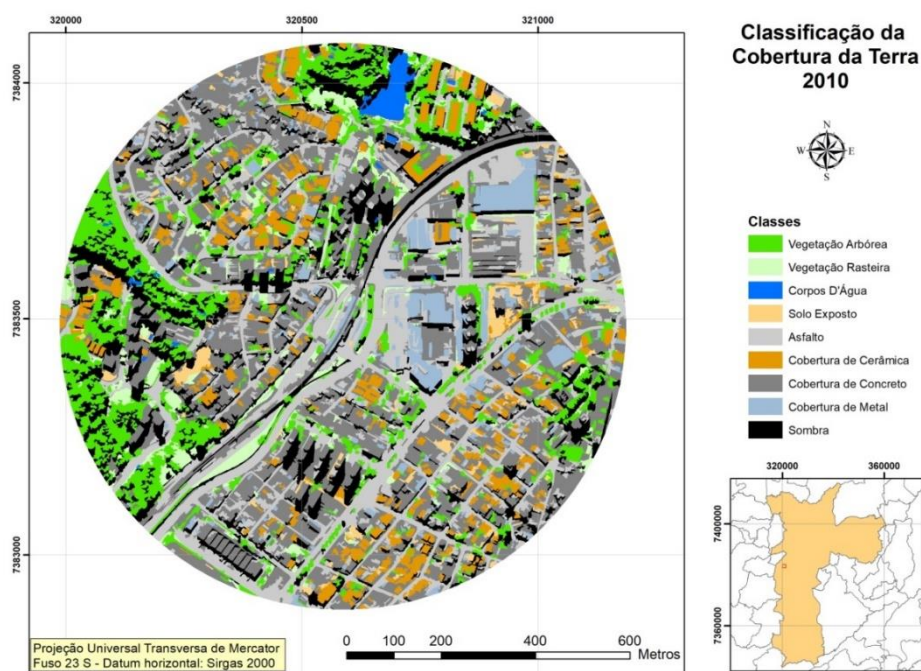 320000
320500
321000
7384000
7383500
7383000
Classificação da
Cobertura da Terra
2010
N
W
E
S
Classes
Vegetação Arbórea
Vegetação Rasteira
Corpos D'Água
Solo Exposto
Asfalto
Cobertura de Cerâmica
Cobertura de Concreto
Cobertura de Metal
Sombra
320000
360000
7400000
7360000
Projeção Universal Transversa de Mercator
Fuso 23 S - Datum horizontal: Sirgas 2000
0 100 200 400 600
Metros